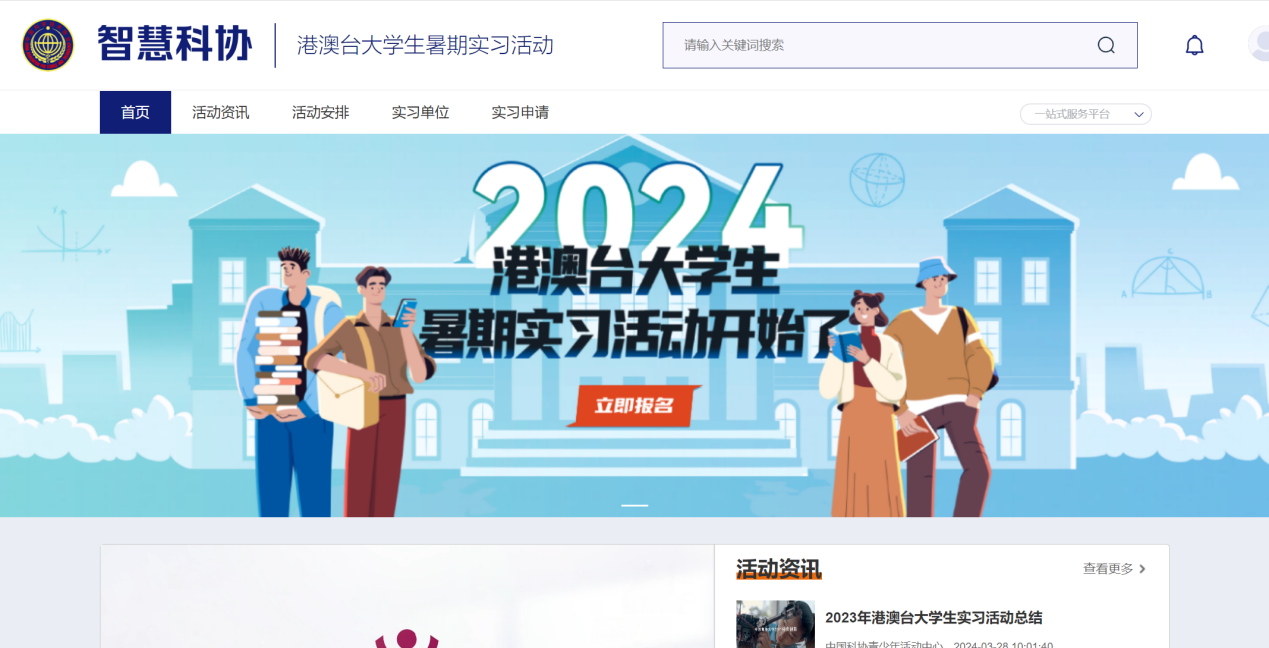 智慧科协
港澳台大学生暑期实习活动
请输入关键词搜索
首页
活动资讯
活动安排
实习单位
实习申请
一站式服务平台
2024
港澳台大学生
暑期实习活动开始了
立即报名
A
B
C
活动资讯
查看更多
2023年港澳台大学生实习活动总结
中国科协青少年活动中心 2024-03-28 10:01:40